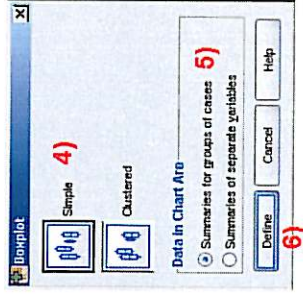 Boxplot
Simple 4)
Clustered
Data in Chart Are
Summaries for groups of cases 5)
Summaries of separate variables
Define Cancel Help
6)